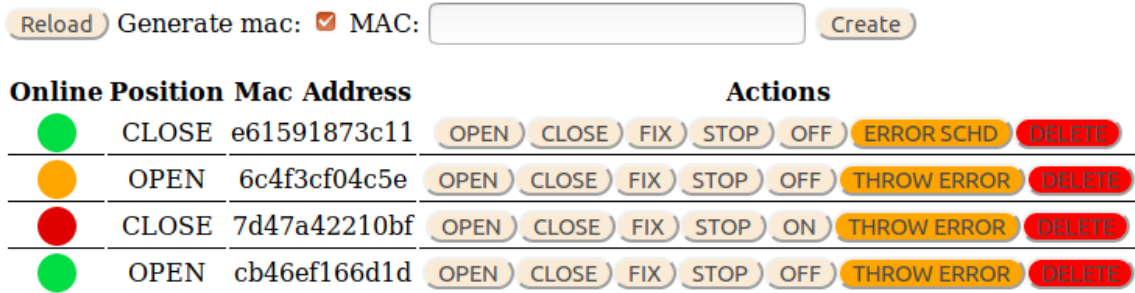 Reload Generate mac: MAC: Create
Online Position Mac Address Actions
CLOSE e61591873c11 OPEN CLOSE FIX STOP OFF ERROR SCHD DELETE
OPEN 6c4f3cf04c5e OPEN CLOSE FIX STOP OFF THROW ERROR DELETE
CLOSE 7d47a42210bf OPEN CLOSE FIX STOP ON THROW ERROR DELETE
OPEN cb46ef166d1d OPEN CLOSE FIX STOP OFF THROW ERROR DELETE